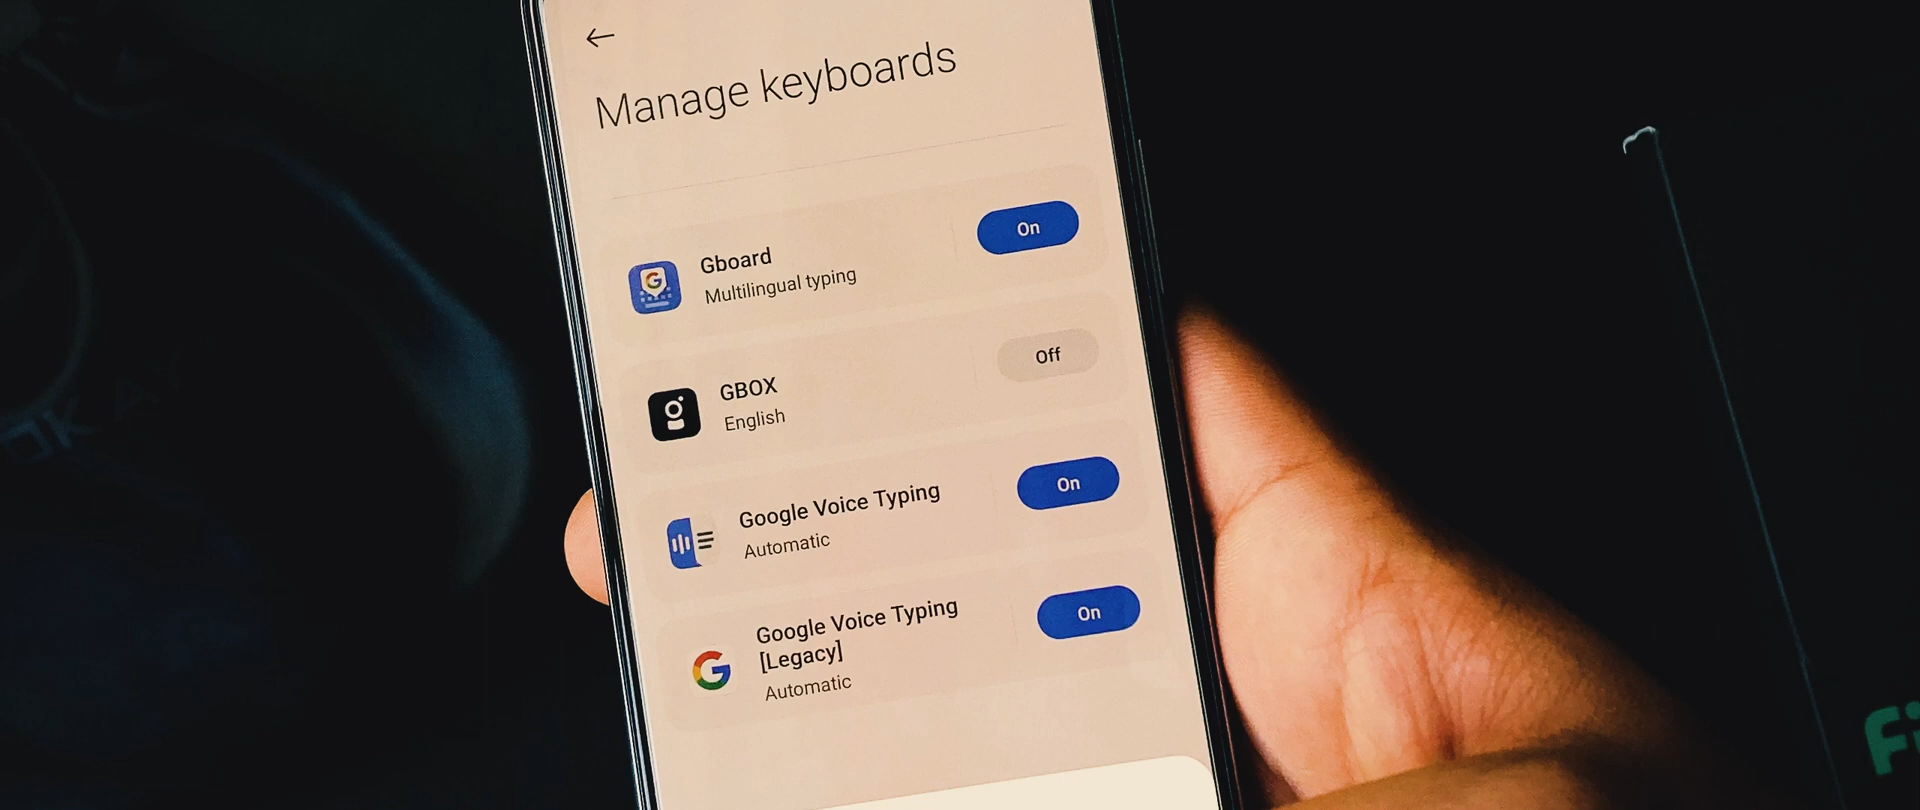 Manage keyboards
Gboard
Multilingual typing
On
GBOX
English
Off
Google Voice Typing
Automatic
On
Google Voice Typing
[Legacy]
Automatic
On
Fi